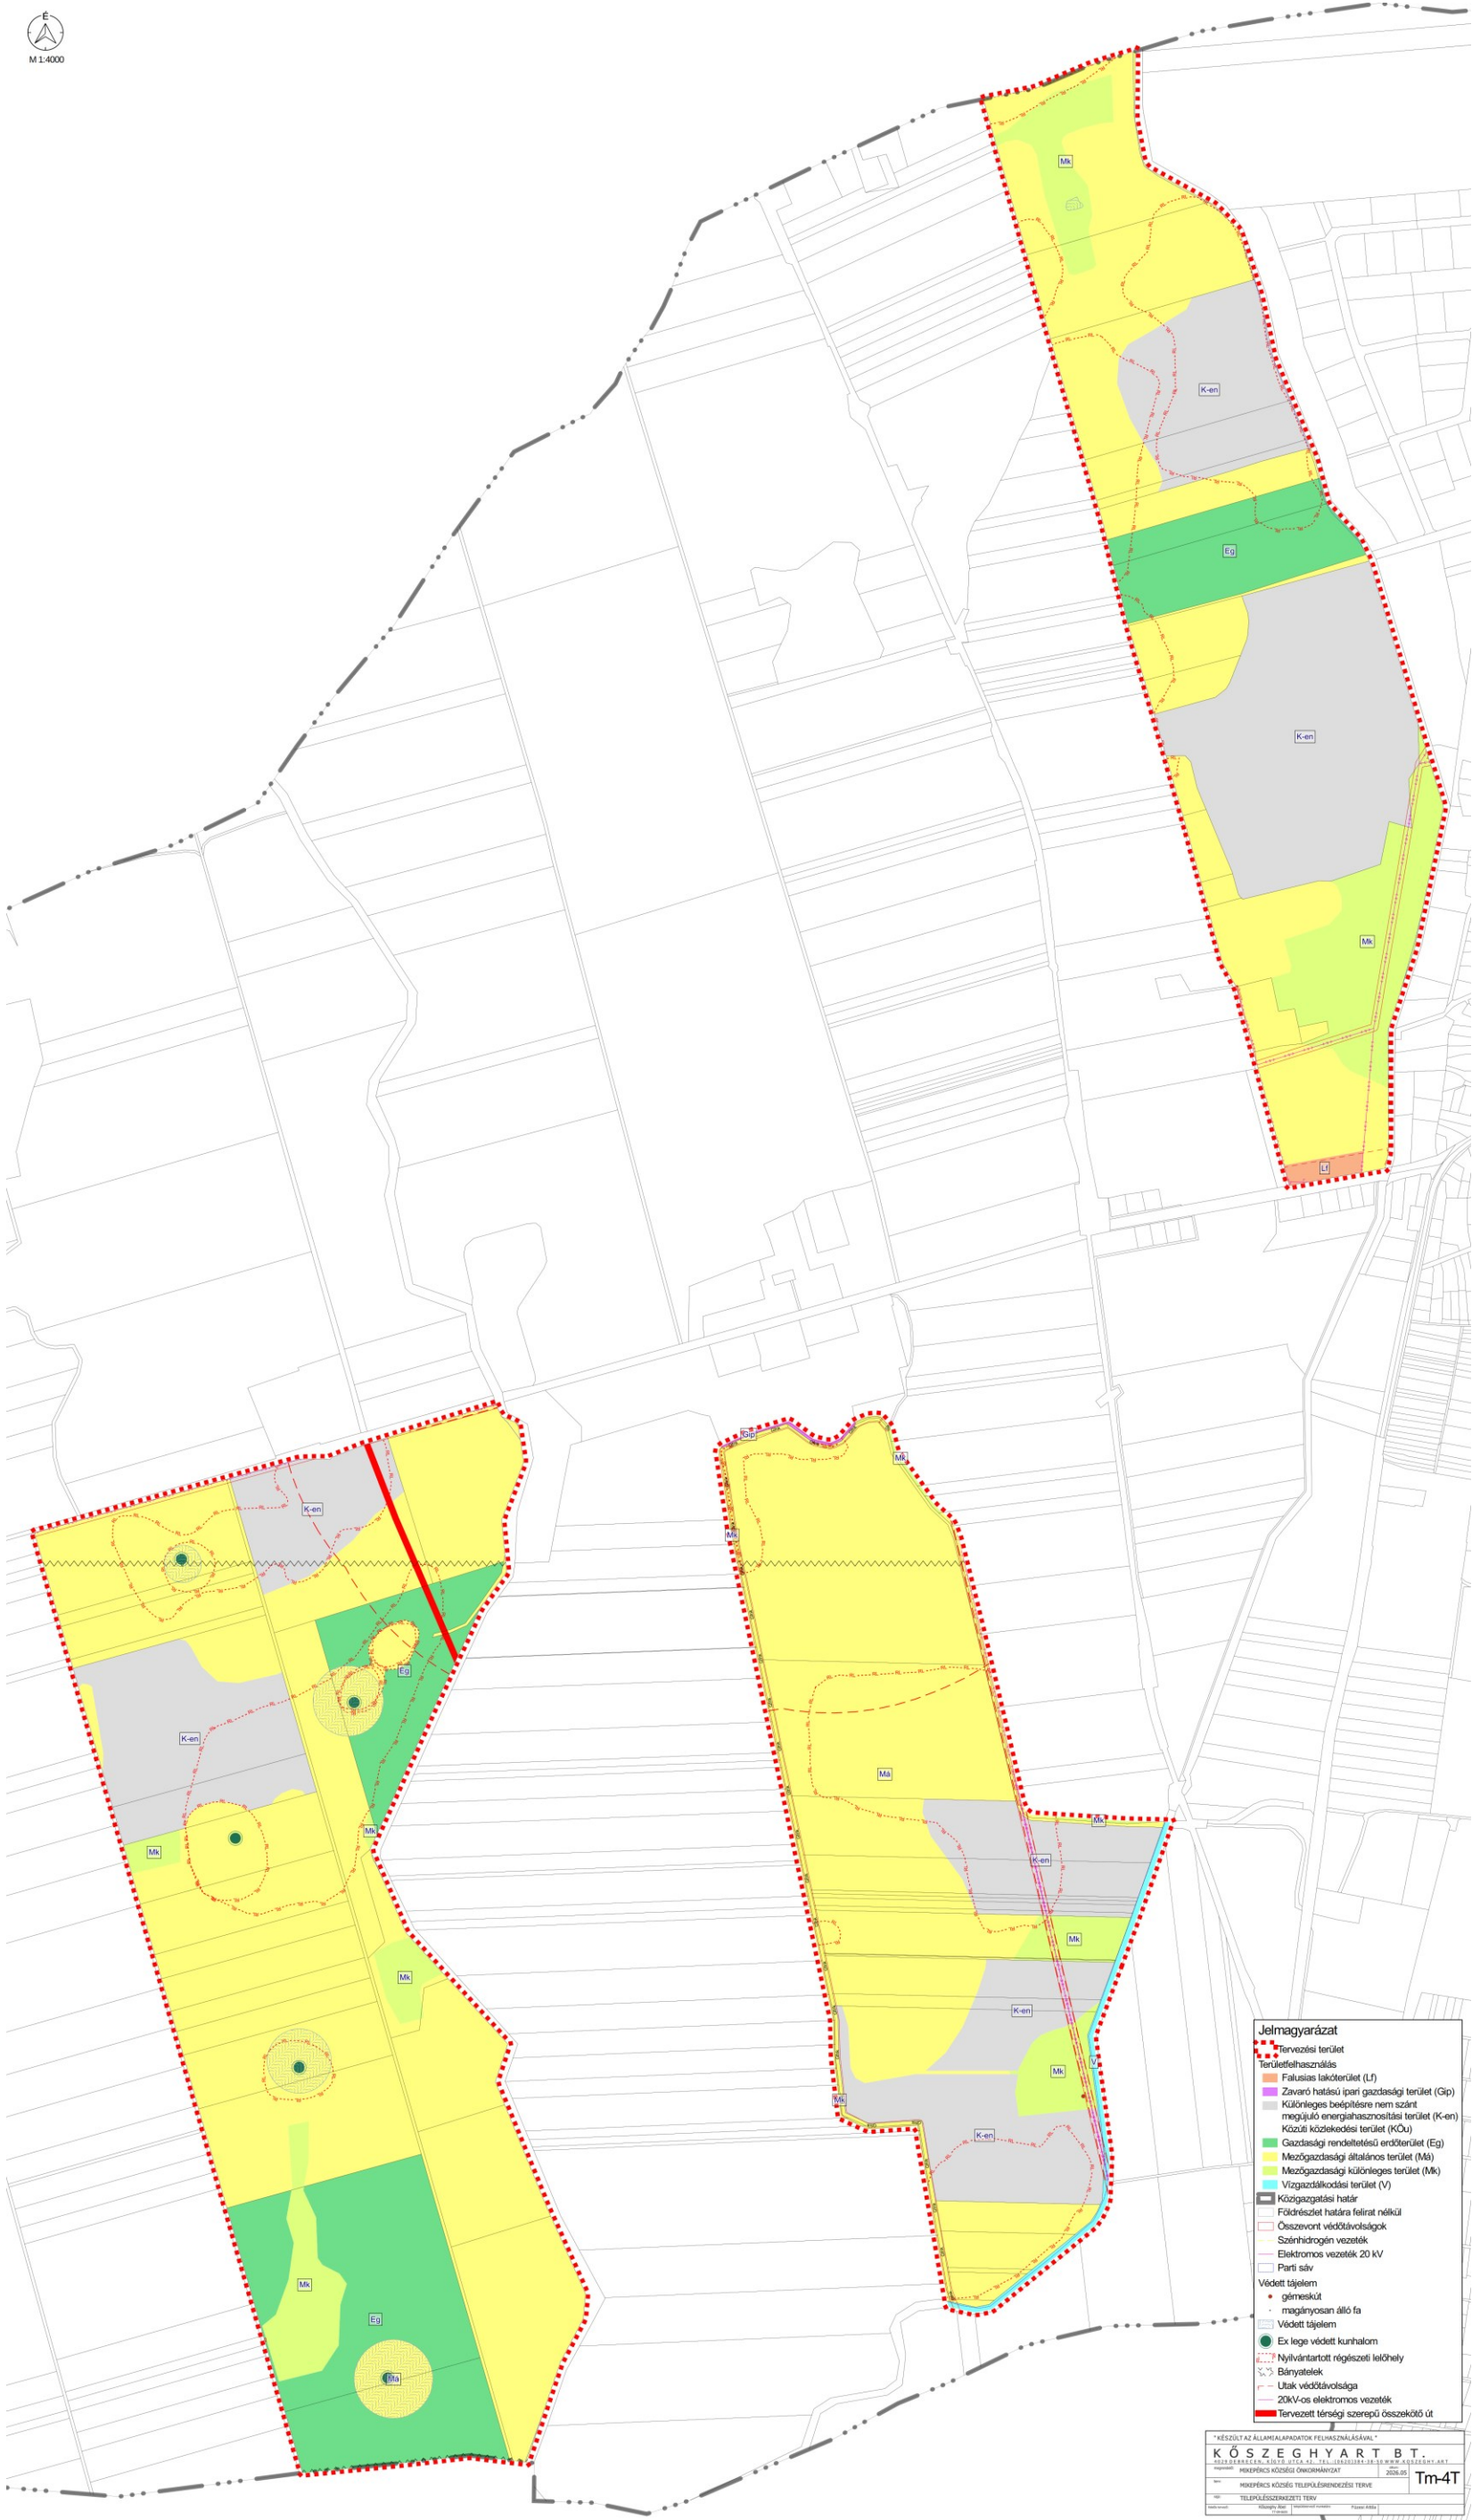 É
M 1:4000
Mk
K-en
Eg
K-en
Mk
Lf
Gip
Mk
K-en
Mk
Eg
K-en
Má
Mk
Mk
Mk
K-en
Mk
Mk
K-en
V
Mk
Mk
K-en
Mk
Eg
Má
Jelmagyarázat
Tervezési terület
Területfelhasználás
Falusias lakóterület (Lf)
Zavaró hatású ipari gazdasági terület (Gip)
Különleges beépítésre nem szánt
megújuló energiahasznosítási terület (K-en)
Közúti közlekedési terület (KÖu)
Gazdasági rendeltetésű erdőterület (Eg)
Mezőgazdasági általános terület (Má)
Mezőgazdasági különleges terület (Mk)
Vízgazdálkodási terület (V)
Közigazgatási határ
Földrészlet határa felirat nélkül
Összevont védőtávolságok
Szénhidrogén vezeték
Elektromos vezeték 20 kV
Parti sáv
Védett tájelem
gémeskút
magányosan álló fa
Védett tájelem
Ex lege védett kunhalom
Nyilvántartott régészeti lelőhely
Bányatelek
Utak védőtávolsága
20kV-os elektromos vezeték
Tervezett térségi szerepű összekötő út
"KÉSZÜLT AZ ÁLLAMI ALAPADATOK FELHASZNÁLÁSÁVAL"
KŐSZEGHYART BT.
MIKEPÉRCS KÖZSÉGI ÖNKORMÁNYZAT
2026.05
Tm-4T
MIKEPÉRCS KÖZSÉG TELEPÜLÉSRENDEZÉSI TERVE
TELEPÜLÉSSZERKEZETI TERV